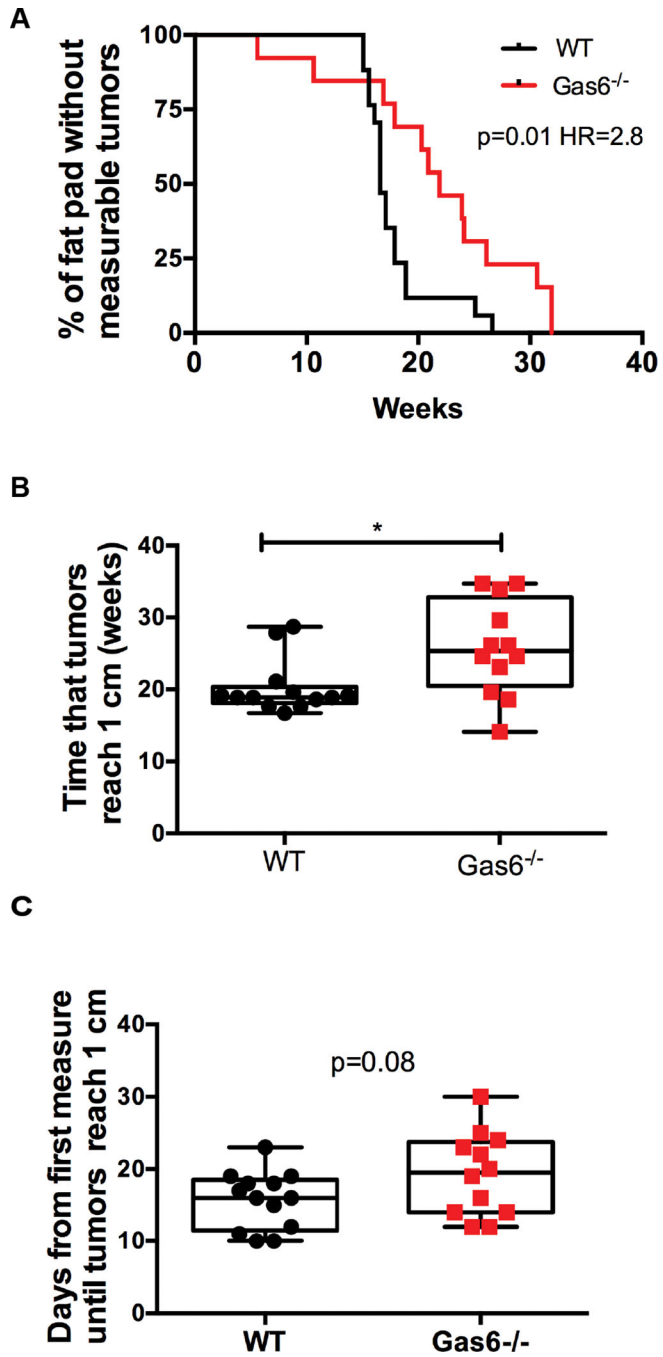 A
% of fat pad without
measurable tumors
100
75
50
25
0
0 10 20 30 40
Weeks
WT
Gas6-/-
p=0.01 HR=2.8
B
Time that tumors
reach 1 cm (weeks)
40
30
20
10
0
*
WT Gas6-/-
C
Days from first measure
until tumors reach 1 cm
40
30
20
10
0
p=0.08
WT Gas6-/-